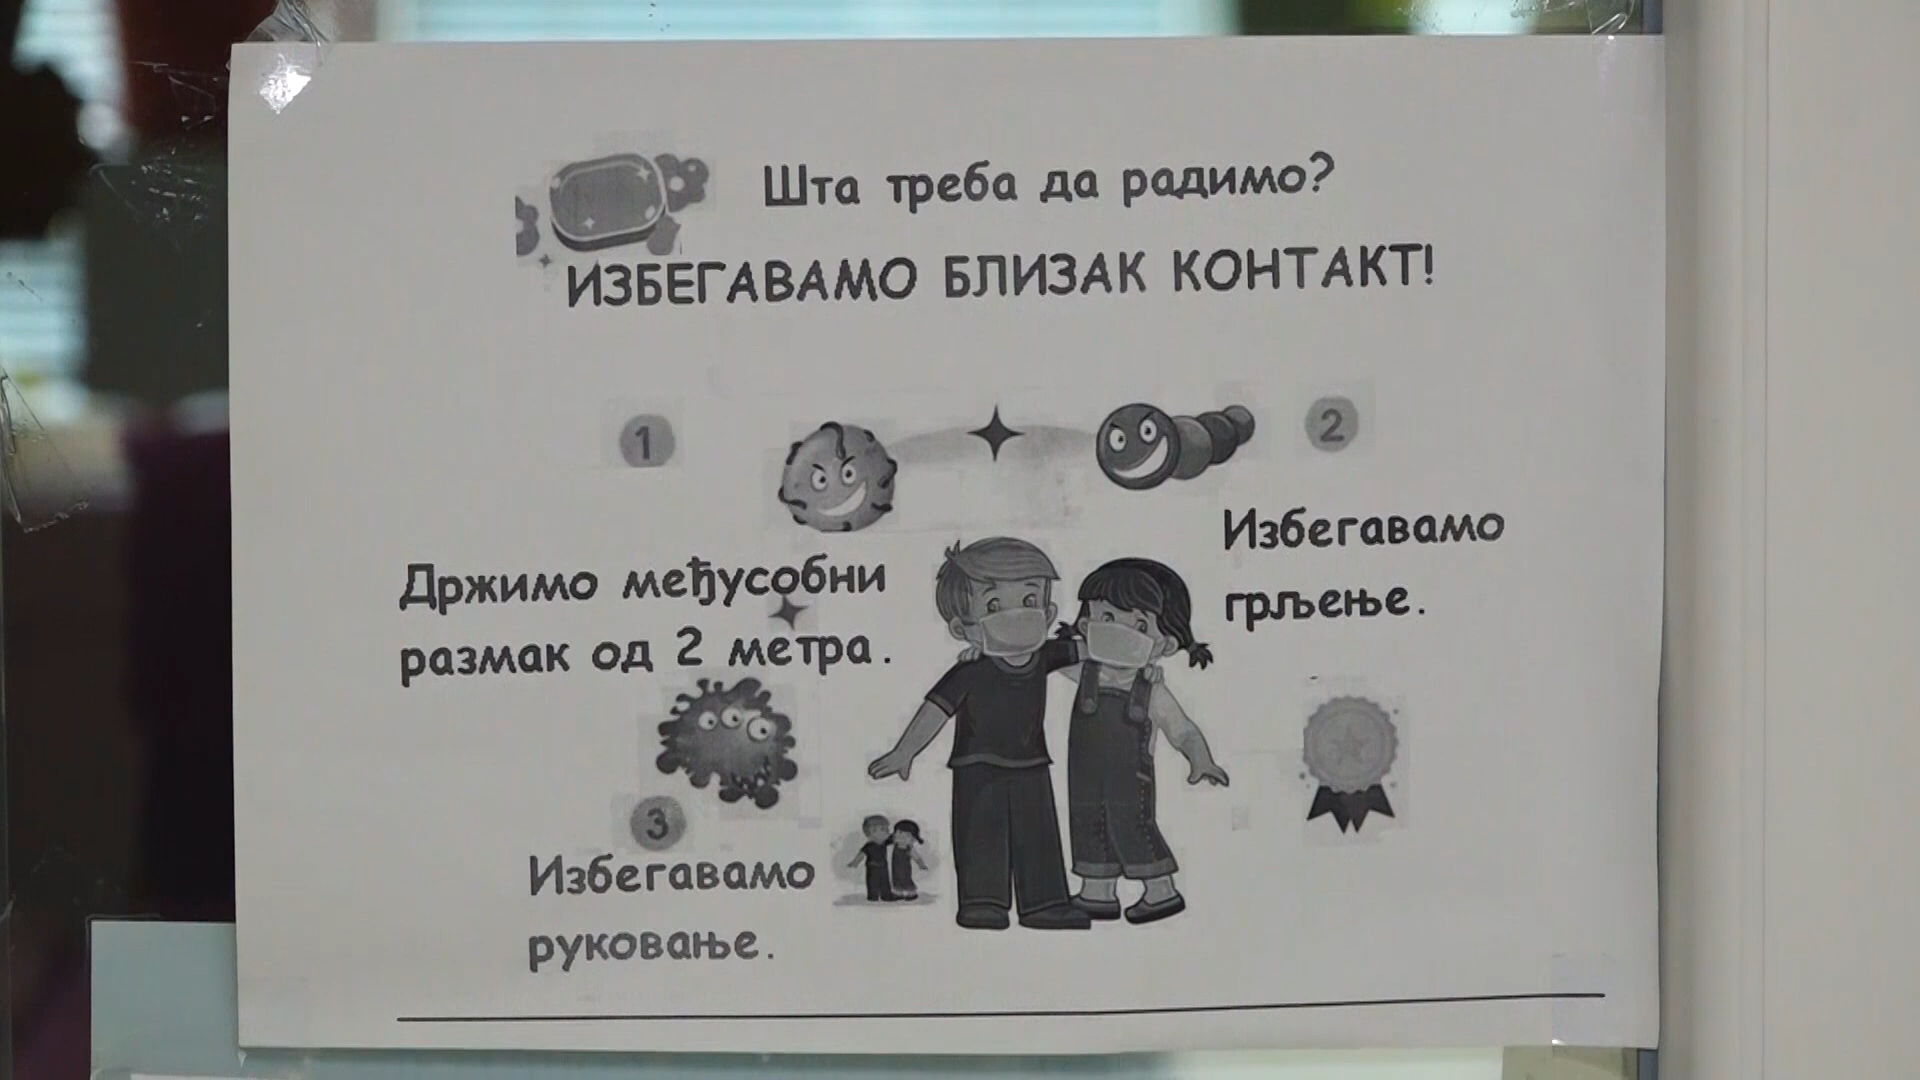 Шта треба да радимо?
ИЗБЕГАВАМО БЛИЗАК КОНТАКТ!
1
Држимо међусобни
размак од 2 метра.
2
Избегавамо
грљење.
3
Избегавамо
руковање.